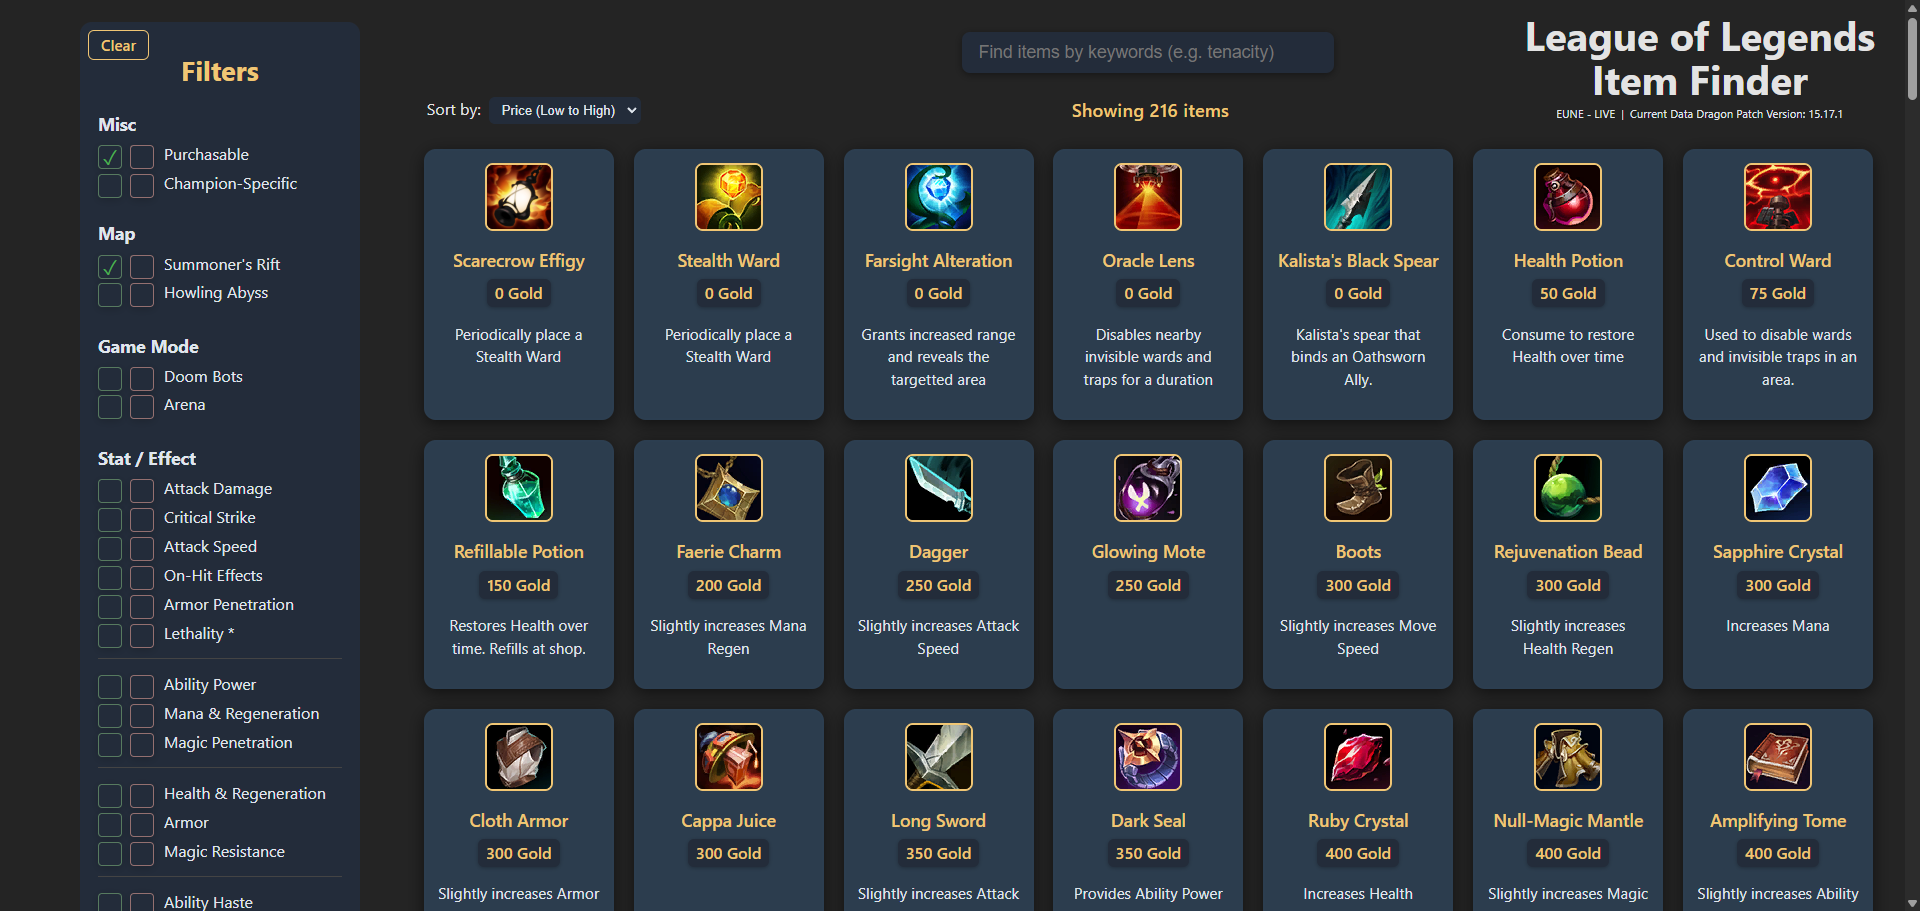 Clear
Filters
Misc
Purchasable
Champion-Specific
Map
Summoner's Rift
Howling Abyss
Game Mode
Doom Bots
Arena
Stat / Effect
Attack Damage
Critical Strike
Attack Speed
On-Hit Effects
Armor Penetration
Lethality *
Ability Power
Mana & Regeneration
Magic Penetration
Health & Regeneration
Armor
Magic Resistance
Ability Haste
Find items by keywords (e.g. tenacity)
League of Legends
Item Finder
EUNE - LIVE | Current Data Dragon Patch Version: 15.17.1
Sort by: Price (Low to High)
Showing 216 items
Scarecrow Effigy
0 Gold
Periodically place a
Stealth Ward
Stealth Ward
0 Gold
Periodically place a
Stealth Ward
Farsight Alteration
0 Gold
Grants increased range
and reveals the
targetted area
Oracle Lens
0 Gold
Disables nearby
invisible wards and
traps for a duration
Kalista's Black Spear
0 Gold
Kalista's spear that
binds an Oathsworn
Ally.
Health Potion
50 Gold
Consume to restore
Health over time
Control Ward
75 Gold
Used to disable wards
and invisible traps in an
area.
Refillable Potion
150 Gold
Restores Health over
time. Refills at shop.
Faerie Charm
200 Gold
Slightly increases Mana
Regen
Dagger
250 Gold
Slightly increases Attack
Speed
Glowing Mote
250 Gold
Boots
300 Gold
Slightly increases Move
Speed
Rejuvenation Bead
300 Gold
Slightly increases
Health Regen
Sapphire Crystal
300 Gold
Increases Mana
Cloth Armor
300 Gold
Slightly increases Armor
Cappa Juice
300 Gold
Long Sword
350 Gold
Slightly increases Attack
Dark Seal
350 Gold
Provides Ability Power
Ruby Crystal
400 Gold
Increases Health
Null-Magic Mantle
400 Gold
Slightly increases Magic
Amplifying Tome
400 Gold
Slightly increases Ability